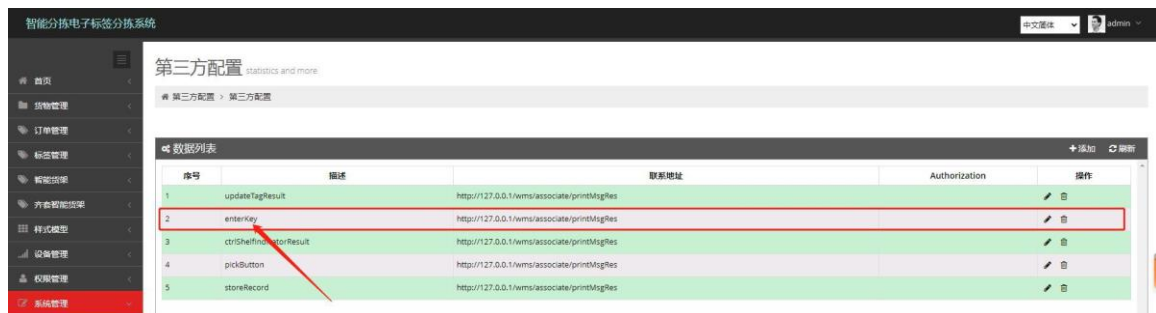 智能分拣电子标签分拣系统
中文简体
admin
首页
货物管理
订单管理
标签管理
智能货架
齐套智能货架
样式模型
设备管理
权限管理
系统管理
第三方配置 statistics and more
第三方配置 > 第三方配置
数据列表 +添加 刷新
序号 描述 联系地址 Authorization 操作
1 updateTagResult http://127.0.0.1/wms/associate/printMsgRes
2 enterKey http://127.0.0.1/wms/associate/printMsgRes
3 http://127.0.0.1/wms/associate/printMsgRes
4 pickButton http://127.0.0.1/wms/associate/printMsgRes
5 storeRecord http://127.0.0.1/wms/associate/printMsgRes